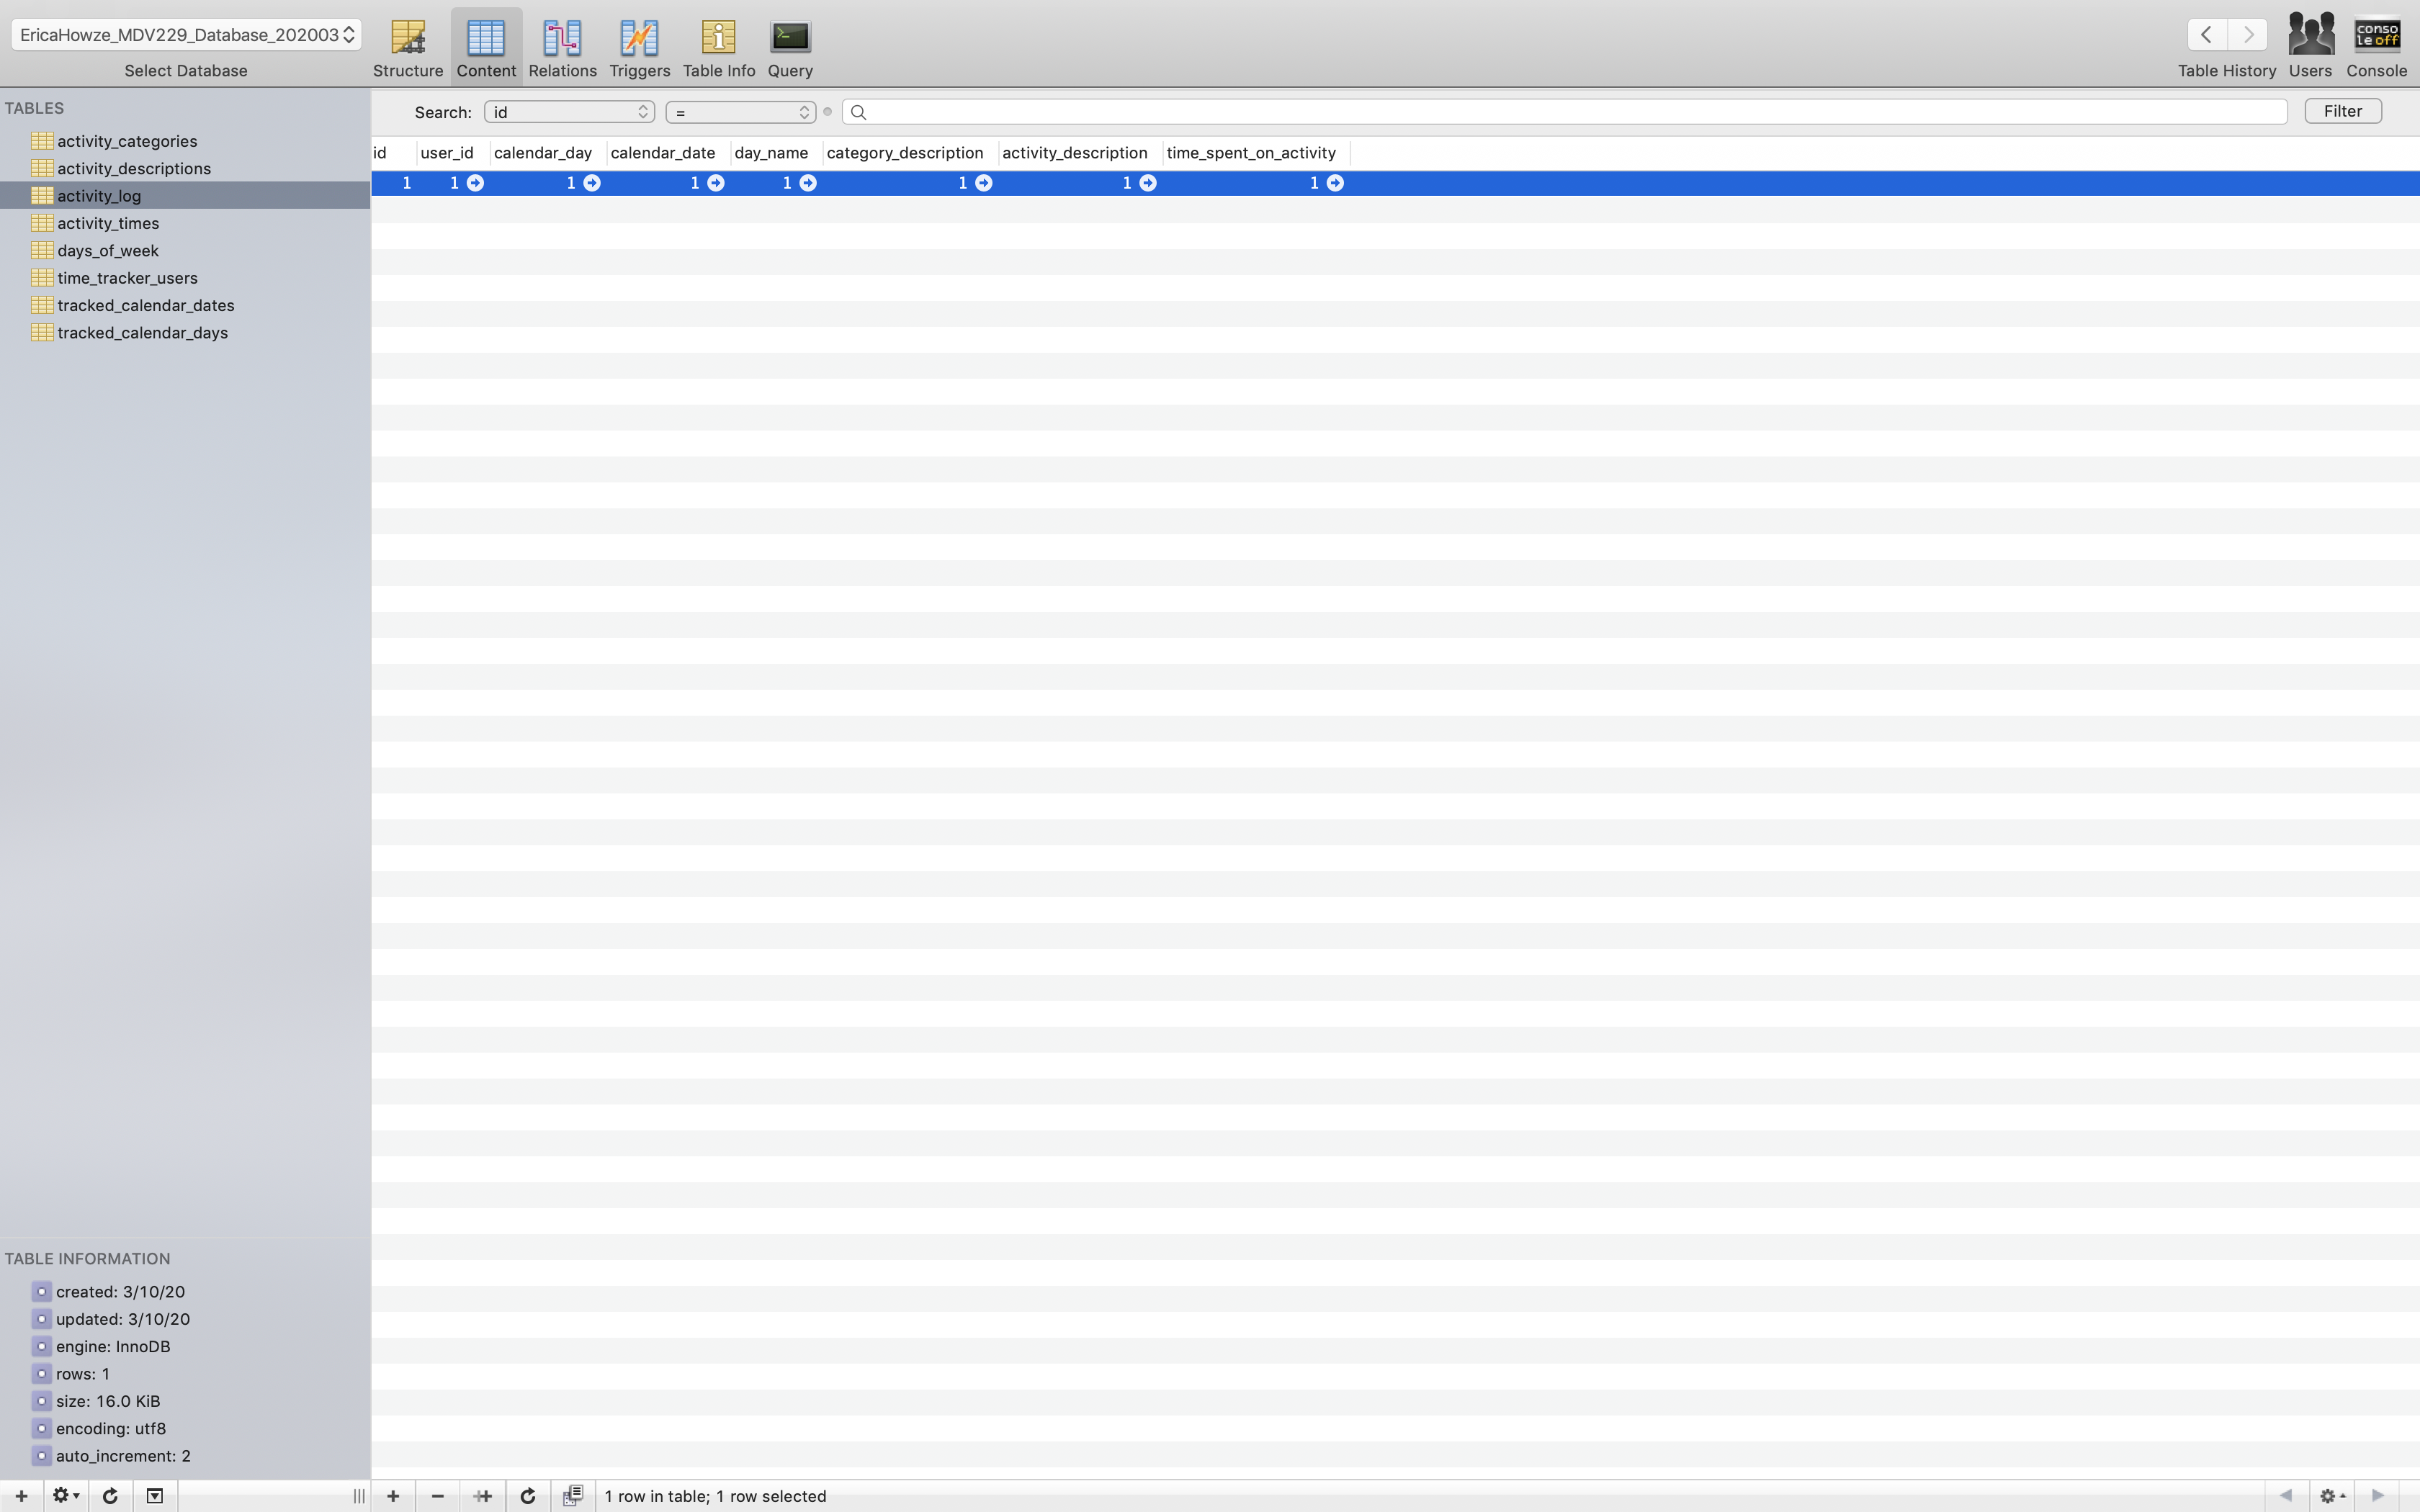 EricaHowze_MDV229_Database_202003
Select Database
Structure
Content
Relations
Triggers
Table Info
Query
Table History
Users
conso
le off
Console
TABLES
activity_categories
activity_descriptions
activity_log
activity_times
days_of_week
time_tracker_users
tracked_calendar_dates
tracked_calendar_days
Search: id = Filter
id user_id calendar_day calendar_date day_name category_description activity_description time_spent_on_activity
1 1 1 1 1 1 1 1
TABLE INFORMATION
created: 3/10/20
updated: 3/10/20
engine: InnoDB
rows: 1
size: 16.0 KiB
encoding: utf8
auto_increment: 2
1 row in table; 1 row selected